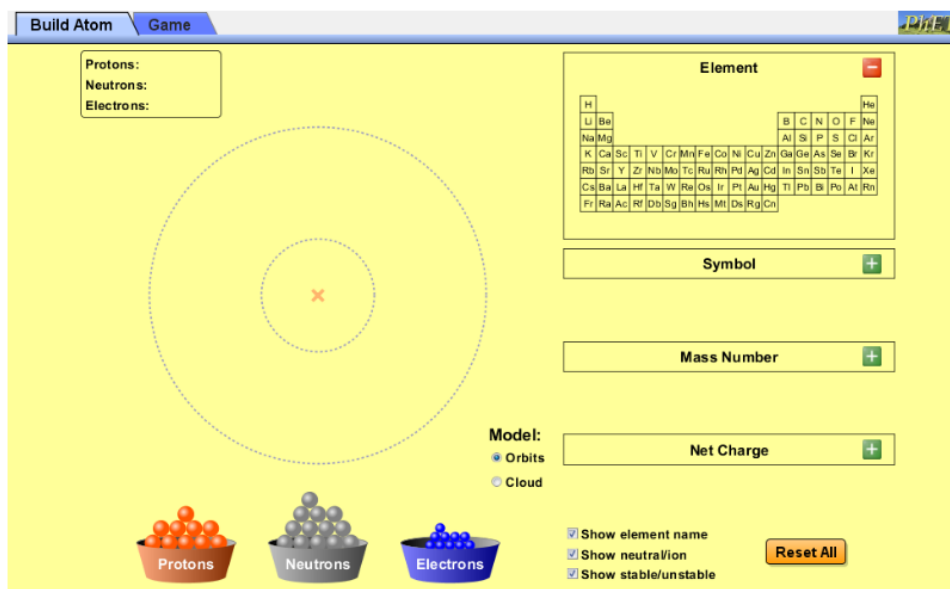 Build Atom Game
PhET
Protons:
Neutrons:
Electrons:
Element
H He
Li Be B C N O F Ne
Na Mg Al Si P S Cl Ar
K Ca Sc Ti V Cr Mn Fe Co Ni Cu Zn Ga Ge As Se Br Kr
Rb Sr Y Zr Nb Mo Tc Ru Rh Pd Ag Cd In Sn Sb Te I Xe
Cs Ba La Hf Ta W Re Os Ir Pt Au Hg Tl Pb Bi Po At Rn
Fr Ra Ac Rf Db Sg Bh Hs Mt Ds Rg Cn
Symbol
Mass Number
Net Charge
Model:
Orbits
Cloud
Protons
Neutrons
Electrons
Show element name
Show neutral/ion
Show stable/unstable
Reset All